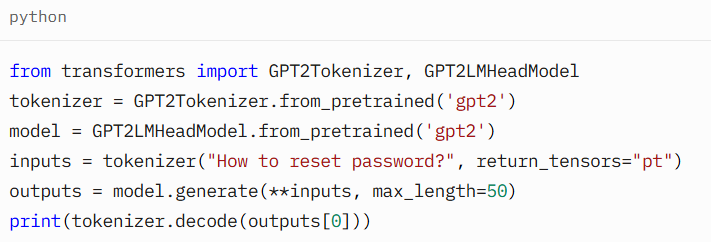 python
from transformers import GPT2Tokenizer, GPT2LMHeadModel
tokenizer = GPT2Tokenizer.from_pretrained('gpt2')
model = GPT2LMHeadModel.from_pretrained('gpt2')
inputs = tokenizer("How to reset password?", return_tensors="pt")
outputs = model.generate(**inputs, max_length=50)
print(tokenizer.decode(outputs[0]))